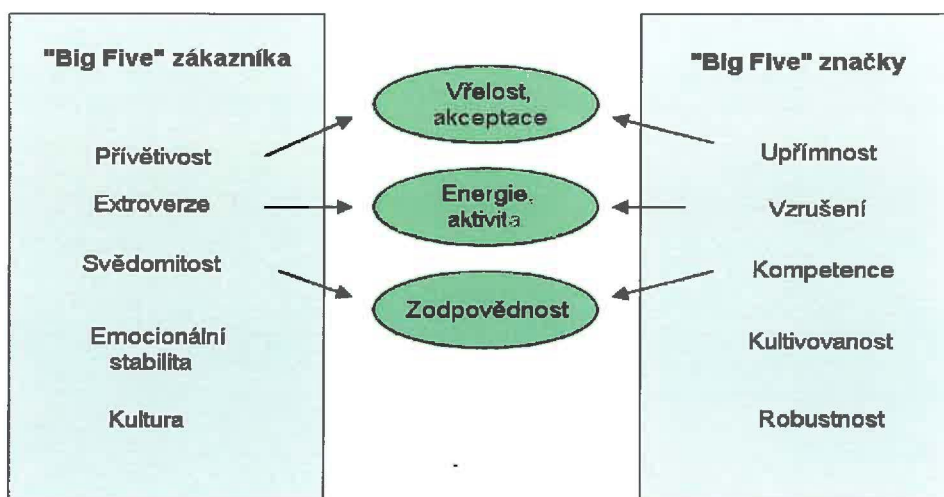 "Big Five" zákazníka
Přívětivost
Extroverze
Svědomitost
Emocionální
stabilita
Kultura
Vřelost,
akceptace
Energie,
aktivita
Zodpovědnost
"Big Five" značky
Upřímnost
Vzrušení
Kompetence
Kultivovanost
Robustnost